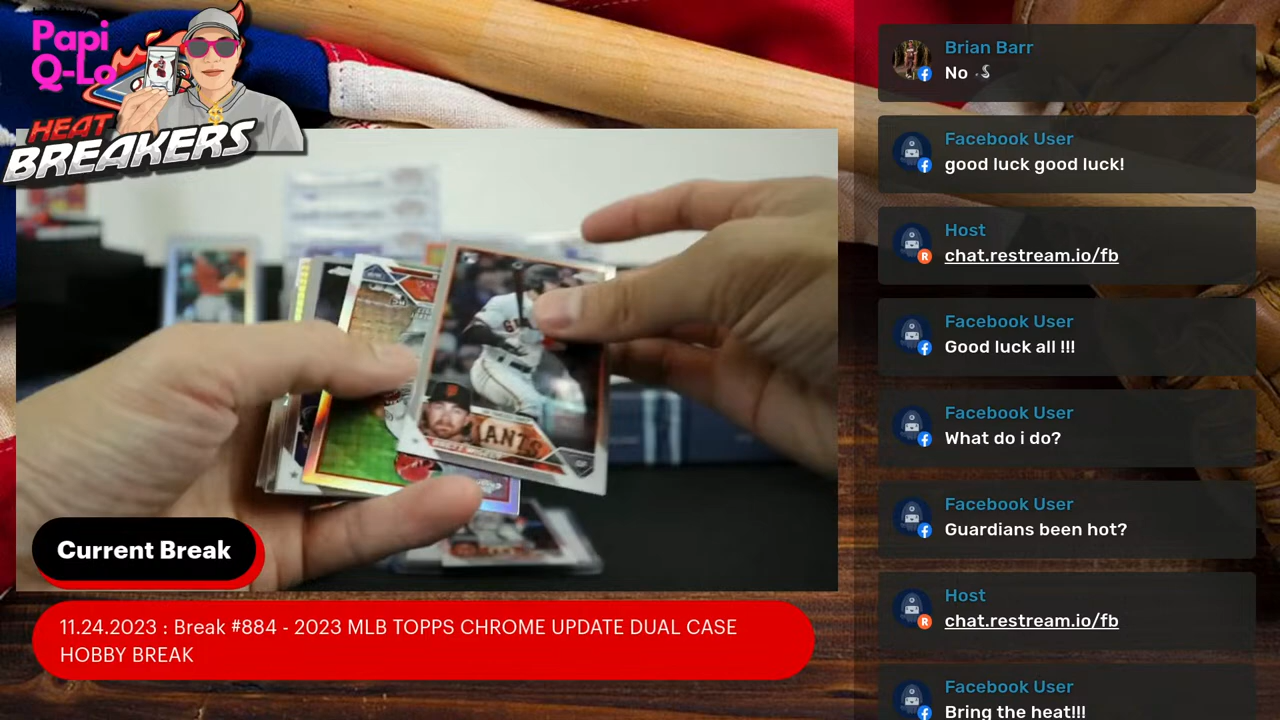 Papi
Q-Lo
HEAT
BREAKERS
ANTS
Current Break
11.24.2023 : Break #884 - 2023 MLB TOPPS CHROME UPDATE DUAL CASE
HOBBY BREAK
Brian Barr
No
Facebook User
good luck good luck!
Host
chat.restream.io/fb
Facebook User
Good luck all !!!
Facebook User
What do i do?
Facebook User
Guardians been hot?
Host
chat.restream.io/fb
Facebook User
Bring the heat!!!